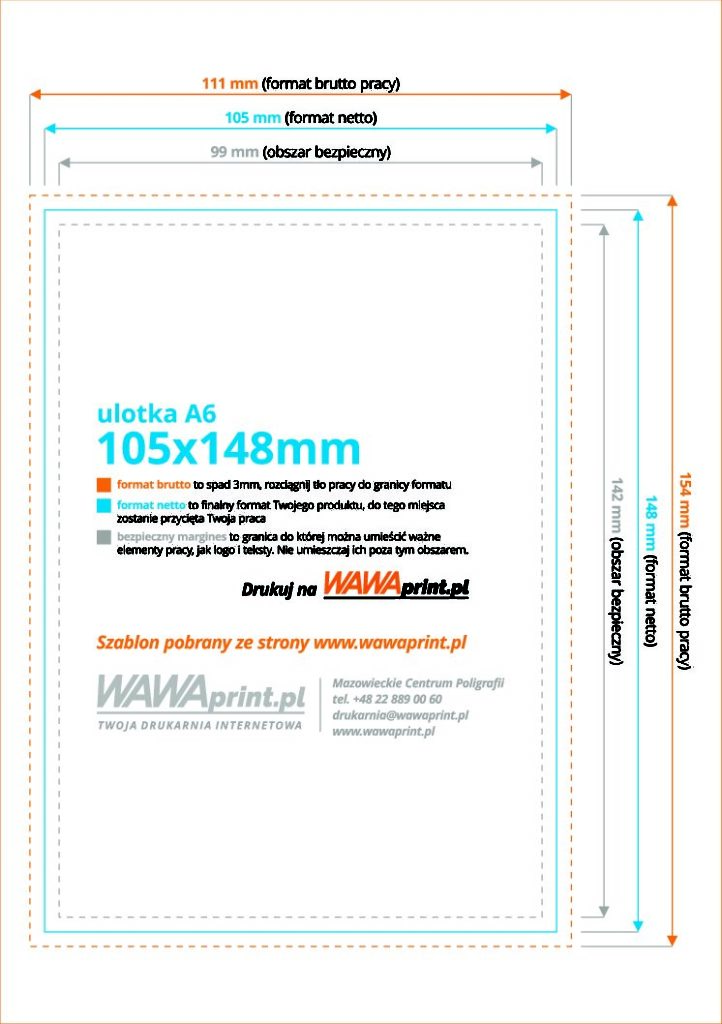 111 mm (format brutto pracy)
105 mm (format netto)
99 mm (obszar bezpieczny)
ulotka A6
105x148mm
format brutto to spad 3mm, rozciągnij tło pracy do granicy formatu
format netto to finalny format Twojego produktu, do tego miejsca
zostanie przycięta Twoja praca
bezpieczny margines to granica do której można umieścić ważne
elementy pracy, jak logo i teksty. Nie umieszczaj ich poza tym obszarem.
Drukuj na WAWAprint.pl
Szablon pobrany ze strony www.wawaprint.pl
WAWAprint.pl
TWOJA DRUKARNIA INTERNETOWA
Mazowieckie Centrum Poligrafii
tel. +48 22 889 00 60
drukarnia@wawaprint.pl
www.wawaprint.pl
142 mm (obszar bezpieczny)
148 mm (format netto)
154 mm (format brutto pracy)